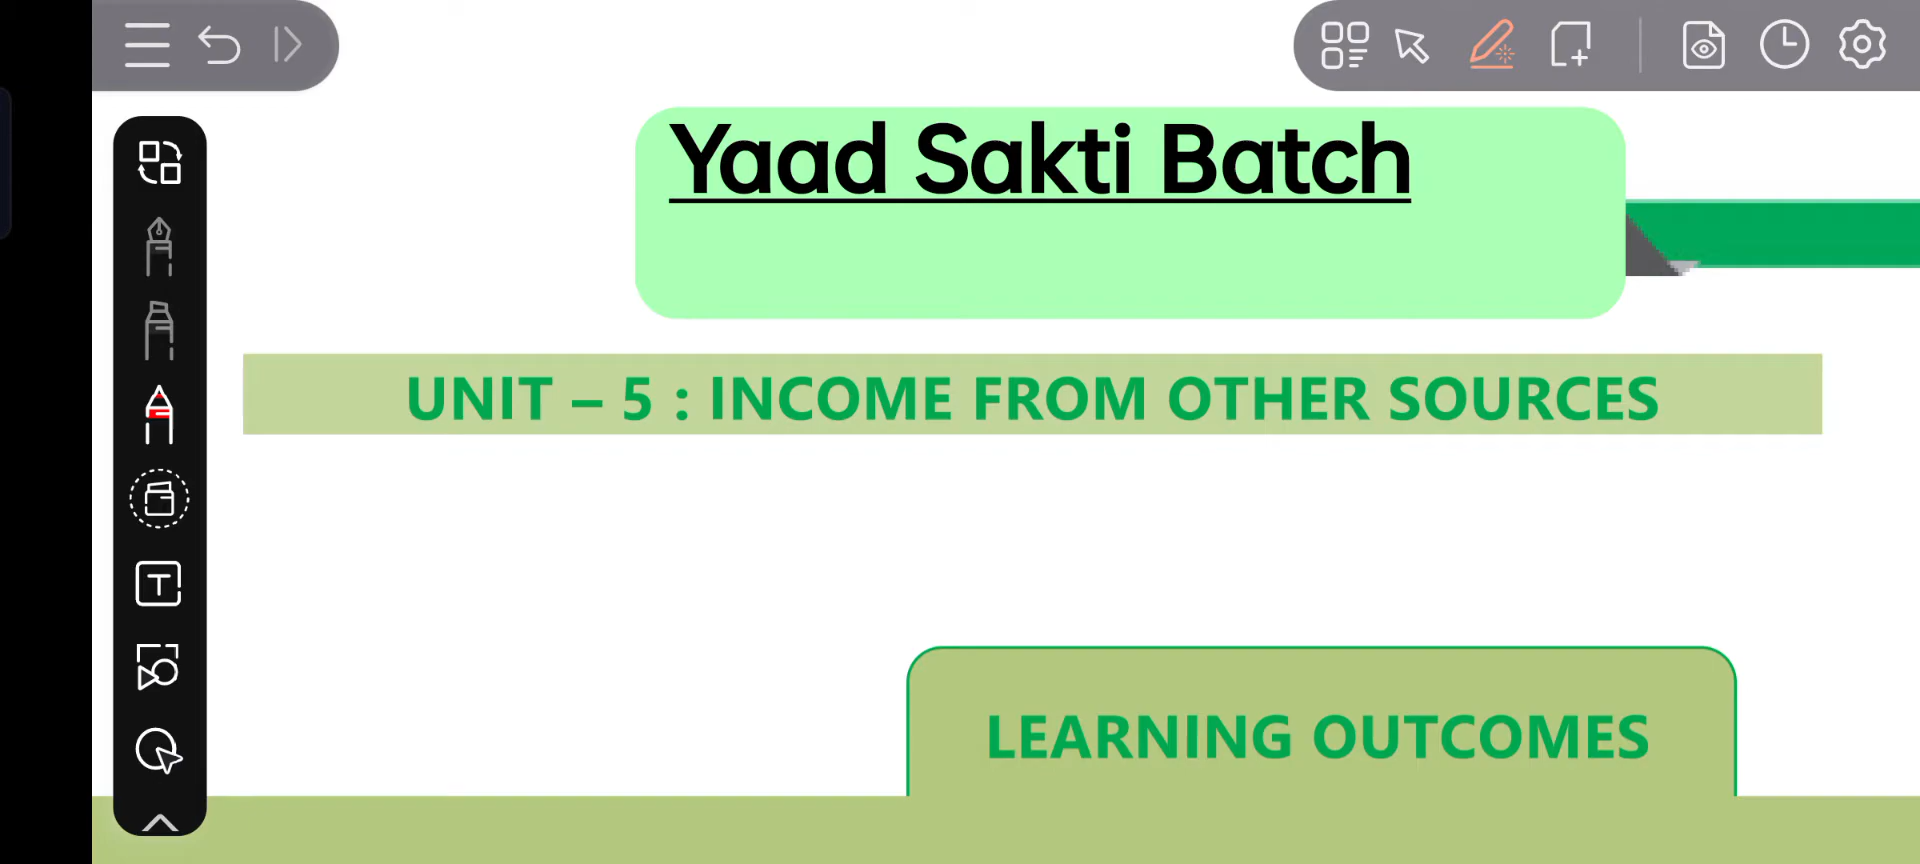 Yaad Sakti Batch
UNIT – 5 : INCOME FROM OTHER SOURCES
LEARNING OUTCOMES